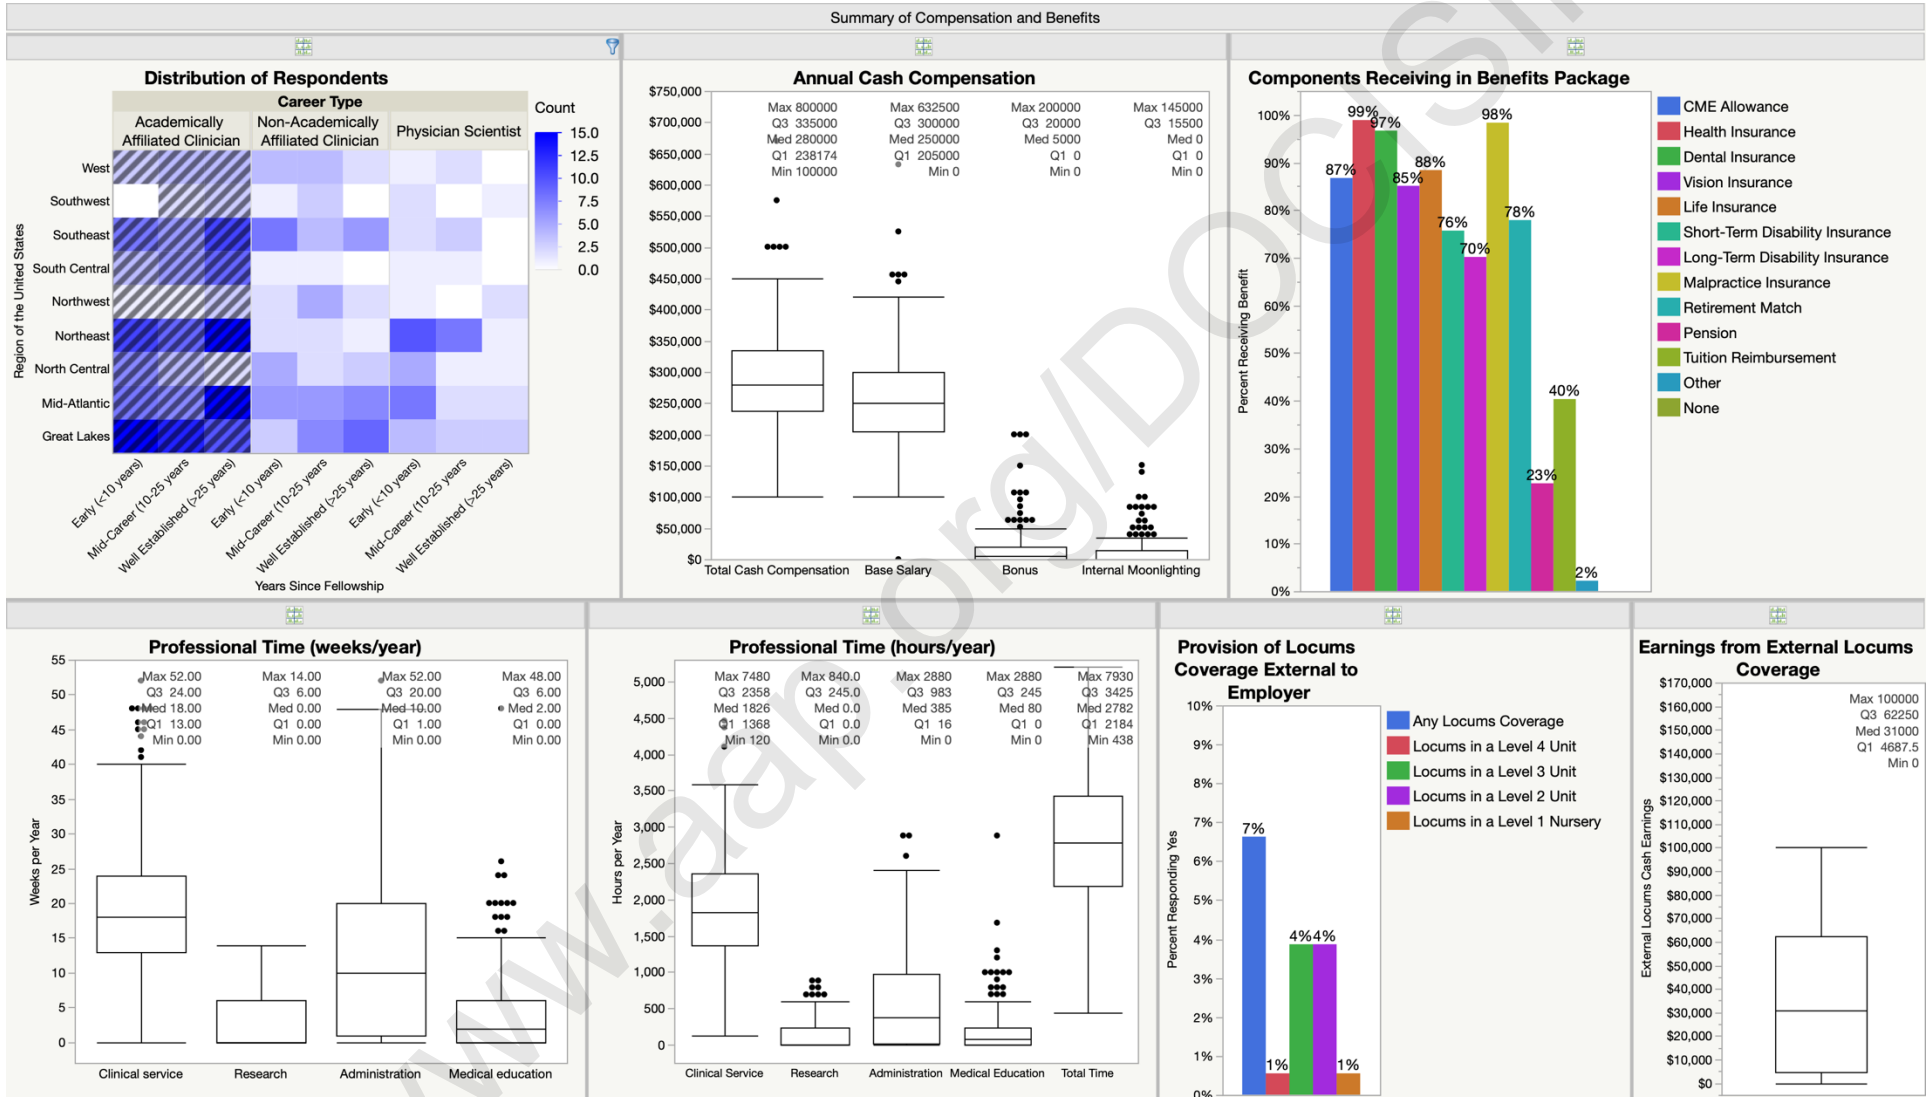 Summary of Compensation and Benefits
Distribution of Respondents
Career Type
Academically
Affiliated Clinician
Non-Academically
Affiliated Clinician
Physician Scientist
Count
15.0
12.5
10.0
7.5
5.0
2.5
0.0
Region of the United States
West
Southwest
Southeast
South Central
Northwest
Northeast
North Central
Mid-Atlantic
Great Lakes
Early (<10 years)
Mid-Career (10-25 years
Well Established (>25 years)
Early (<10 years)
Mid-Career (10-25 years
Well Established (>25 years)
Early (<10 years)
Mid-Career (10-25 years
Well Established (>25 years)
Years Since Fellowship
Annual Cash Compensation
$750,000
$700,000
$650,000
$600,000
$550,000
$500,000
$450,000
$400,000
$350,000
$300,000
$250,000
$200,000
$150,000
$100,000
$50,000
$0
Max 800000
Q3 335000
Med 280000
Q1 238174
Min 100000
Max 632500
Q3 300000
Med 250000
Q1 205000
Min 0
Max 200000
Q3 20000
Med 5000
Q1 0
Min 0
Max 145000
Q3 15500
Med 0
Q1 0
Min 0
Total Cash Compensation
Base Salary
Bonus
Internal Moonlighting
Components Receiving in Benefits Package
Percent Receiving Benefit
100%
90%
80%
70%
60%
50%
40%
30%
20%
10%
0%
87%
99%
97%
85%
88%
76%
70%
98%
78%
23%
40%
2%
CME Allowance
Health Insurance
Dental Insurance
Vision Insurance
Life Insurance
Short-Term Disability Insurance
Long-Term Disability Insurance
Malpractice Insurance
Retirement Match
Pension
Tuition Reimbursement
Other
None
Professional Time (weeks/year)
Weeks per Year
55
50
45
40
35
30
25
20
15
10
5
0
Max 52.00
Q3 24.00
Med 18.00
Q1 13.00
Min 0.00
Max 14.00
Q3 6.00
Med 0.00
Q1 0.00
Min 0.00
Max 52.00
Q3 20.00
Med 10.00
Q1 1.00
Min 0.00
Max 48.00
Q3 6.00
Med 2.00
Q1 0.00
Min 0.00
Clinical service
Research
Administration
Medical education
Professional Time (hours/year)
Hours per Year
5,000
4,500
4,000
3,500
3,000
2,500
2,000
1,500
1,000
500
0
Max 7480
Q3 2358
Med 1826
Q1 1368
Min 120
Max 840.0
Q3 245.0
Med 0.0
Q1 0.0
Min 0.0
Max 2880
Q3 983
Med 385
Q1 16
Min 0
Max 2880
Q3 245
Med 80
Q1 0
Min 0
Max 7930
Q3 3425
Med 2782
Q1 2184
Min 438
Clinical Service
Research
Administration
Medical Education
Total Time
Provision of Locums
Coverage External to
Employer
Percent Responding Yes
10%
9%
8%
7%
6%
5%
4%
3%
2%
1%
0%
7%
1%
4%
4%
1%
Any Locums Coverage
Locums in a Level 4 Unit
Locums in a Level 3 Unit
Locums in a Level 2 Unit
Locums in a Level 1 Nursery
Earnings from External Locums
Coverage
External Locums Cash Earnings
$170,000
$160,000
$150,000
$140,000
$130,000
$120,000
$110,000
$100,000
$90,000
$80,000
$70,000
$60,000
$50,000
$40,000
$30,000
$20,000
$10,000
$0
Max 100000
Q3 62250
Med 31000
Q1 4687.5
Min 0